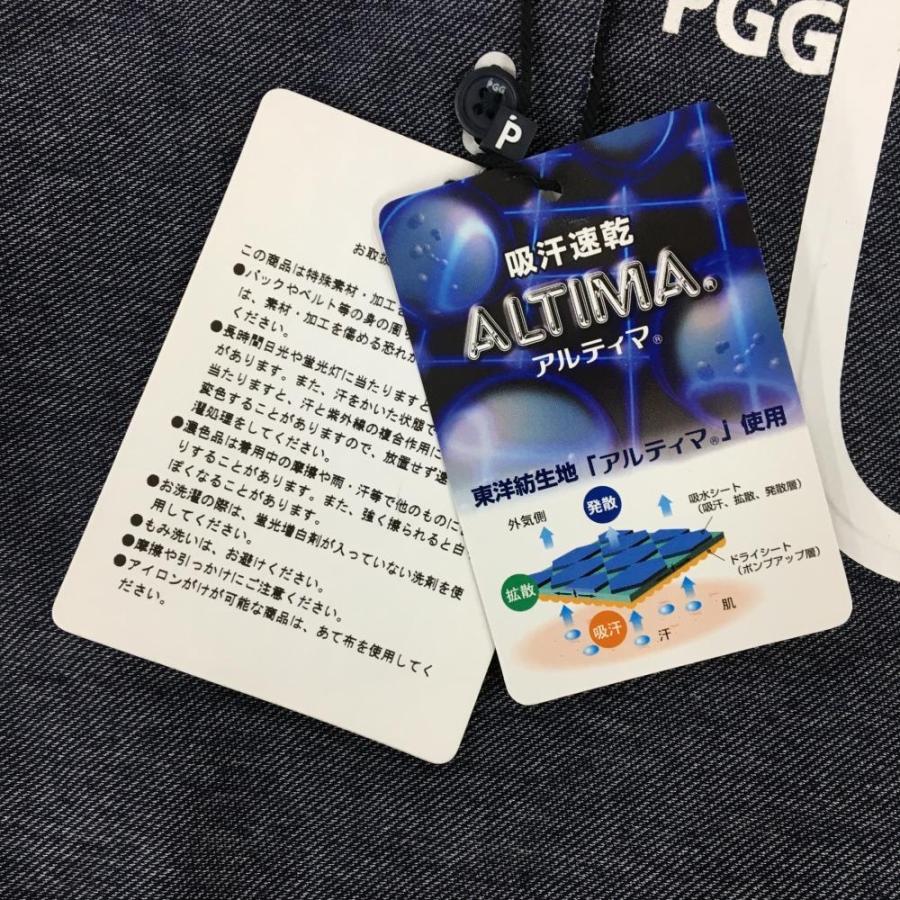 PGG
PGG
P
お取扱
この商品は特殊素材・加工を
●バックやベルト等の身の回
は、素材・加工を傷める恐れが
ください。
●長時間日光や蛍光灯に当たりますと
があります。また、汗をかいた状態で
当たりますと、汗と紫外線の複合作用に
変色することがありますので、放置せず速
濯処理をしてください。
●濃色品は着用中の摩擦や雨・汗等で他のものに
りすることがあります。また、強く擦られると白
ぽくなることがあります。
●お洗濯の際は、蛍光増白剤が入っていない洗剤を使
用してください。
●もみ洗いは、お避けください。
●摩擦や引っかけにご注意ください。
●アイロンがけが可能な商品は、あて布を使用してく
ださい。
吸汗速乾
ALTIMA®
アルティマ®
東洋紡生地「アルティマ®」使用
外気側
発散
吸水シート
(吸汗、拡散、発散層)
ドライシート
(ポンプアップ層)
拡散
吸汗
汗
肌